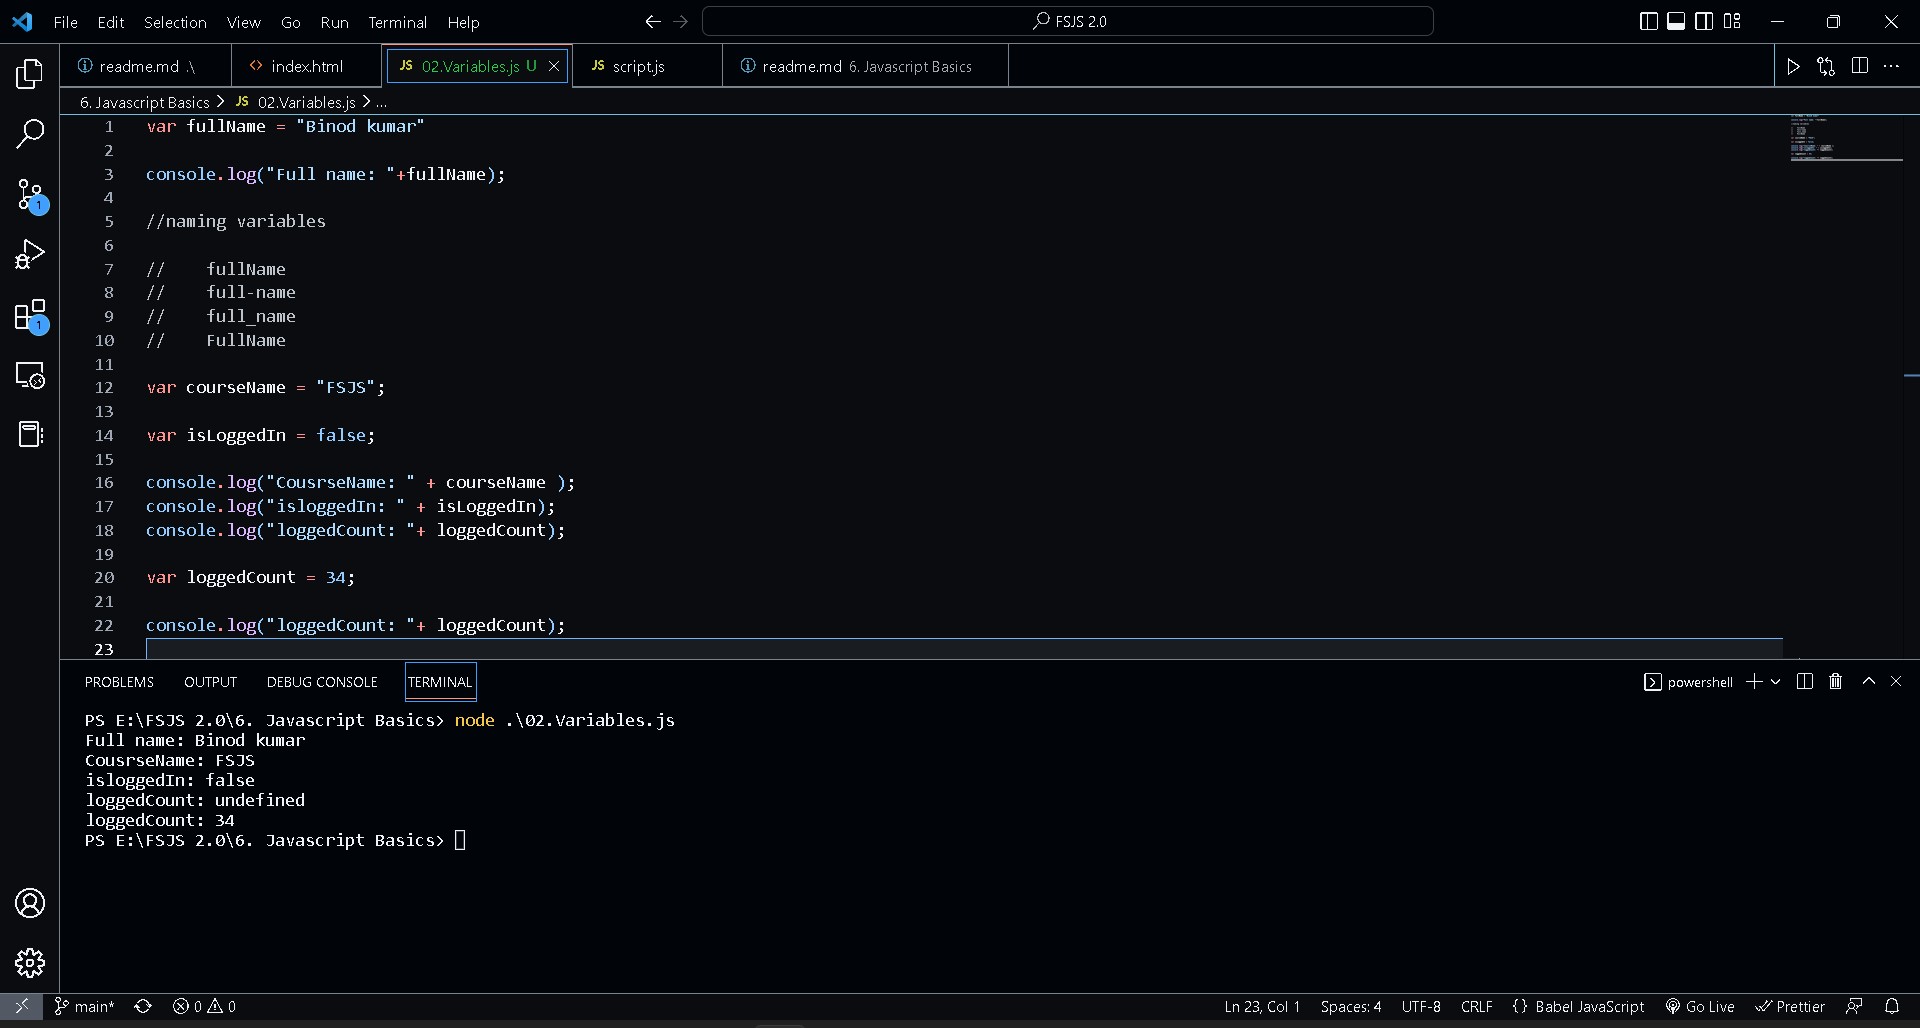 File Edit Selection View Go Run Terminal Help FSJS 2.0
readme.md .\ index.html JS 02.Variables.js U JS script.js readme.md 6. Javascript Basics
6. Javascript Basics > JS 02.Variables.js > ...
1 var fullName = "Binod kumar"
2
3 console.log("Full name: "+fullName);
4
5 //naming variables
6
7 //    fullName
8 //    full-name
9 //    full_name
10 //    FullName
11
12 var courseName = "FSJS";
13
14 var isLoggedIn = false;
15
16 console.log("CousrseName: " + courseName );
17 console.log("isloggedIn: " + isLoggedIn);
18 console.log("loggedCount: "+ loggedCount);
19
20 var loggedCount = 34;
21
22 console.log("loggedCount: "+ loggedCount);
23
1
1
PROBLEMS OUTPUT DEBUG CONSOLE TERMINAL powershell
PS E:\FSJS 2.0\6. Javascript Basics> node .\02.Variables.js
Full name: Binod kumar
CousrseName: FSJS
isloggedIn: false
loggedCount: undefined
loggedCount: 34
PS E:\FSJS 2.0\6. Javascript Basics>
main* 0 0 Ln 23, Col 1 Spaces: 4 UTF-8 CRLF {} Babel JavaScript Go Live Prettier